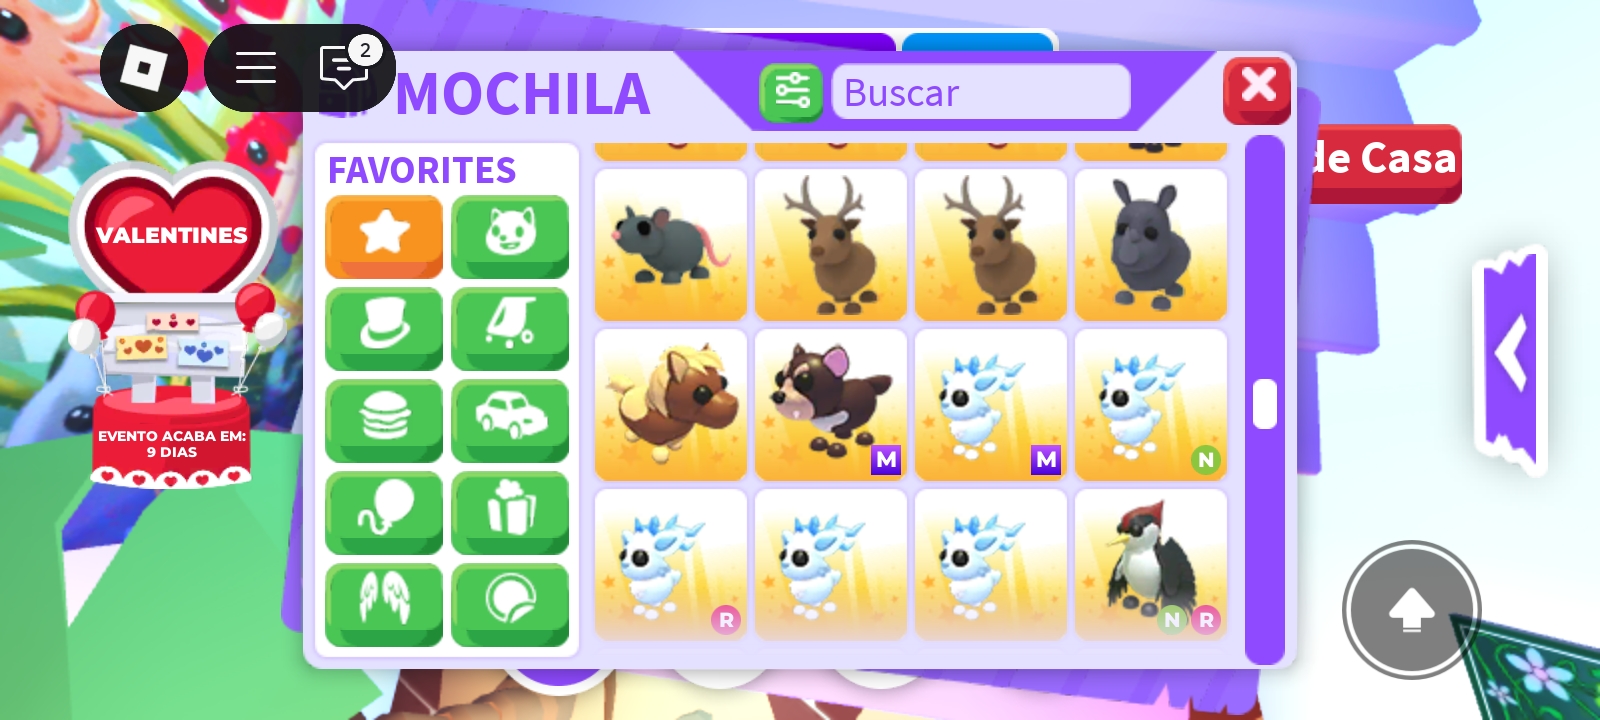 2
MOCHILA
Buscar
de Casa
FAVORITES
VALENTINES
EVENTO ACABA EM:
9 DIAS
M
M
N
R
N
R